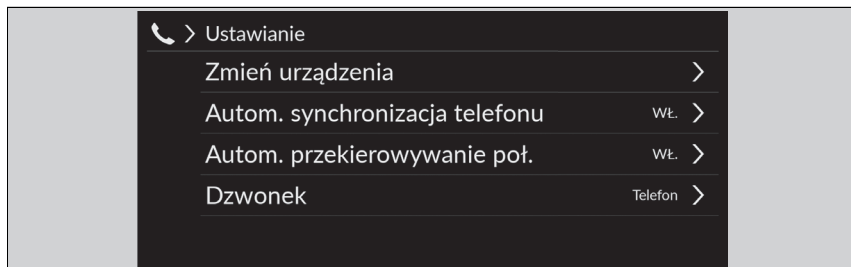 Ustawianie
Zmień urządzenia
Autom. synchronizacja telefonu WŁ.
Autom. przekierowywanie poł. WŁ.
Dzwonek Telefon